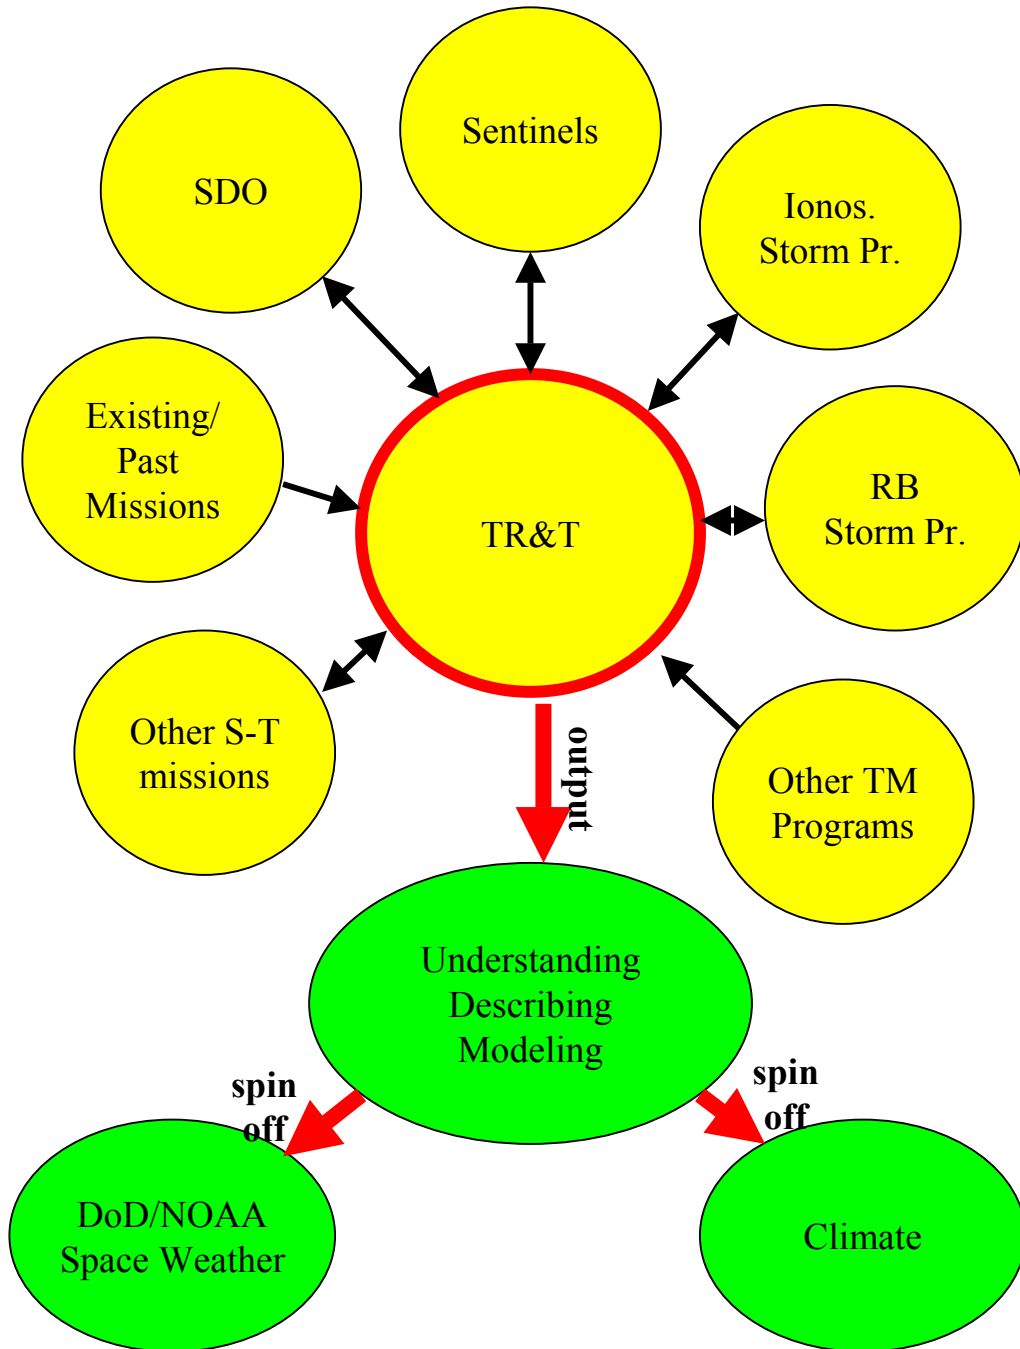 Sentinels
SDO
Ionos.
Storm Pr.
Existing/
Past
Missions
RB
Storm Pr.
TR&T
Other S-T
missions
Other TM
Programs
output
Understanding
Describing
Modeling
spin
off
spin
off
DoD/NOAA
Space Weather
Climate